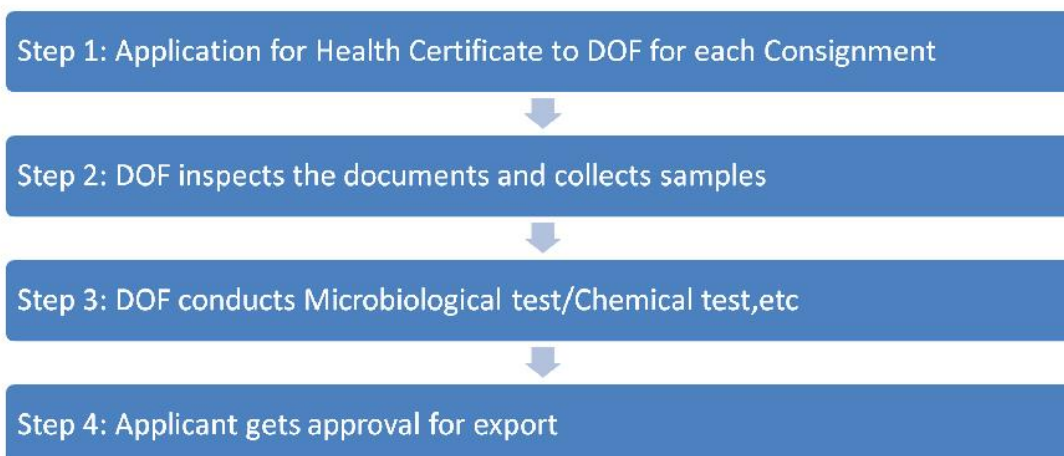 Step 1: Application for Health Certificate to DOF for each Consignment
Step 2: DOF inspects the documents and collects samples
Step 3: DOF conducts Microbiological test/Chemical test,etc
Step 4: Applicant gets approval for export